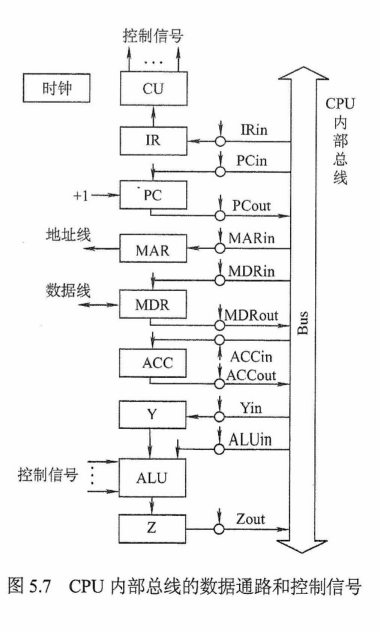 控制信号
...
时钟
CU
CPU
内
部
总
线
IR
IRin
PCin
+1
PC
PCout
地址线
MAR
MARin
MDRin
数据线
MDR
MDRout
Bus
ACC
ACCin
ACCout
Y
Yin
ALUin
控制信号
ALU
Z
Zout
图 5.7 CPU 内部总线的数据通路和控制信号